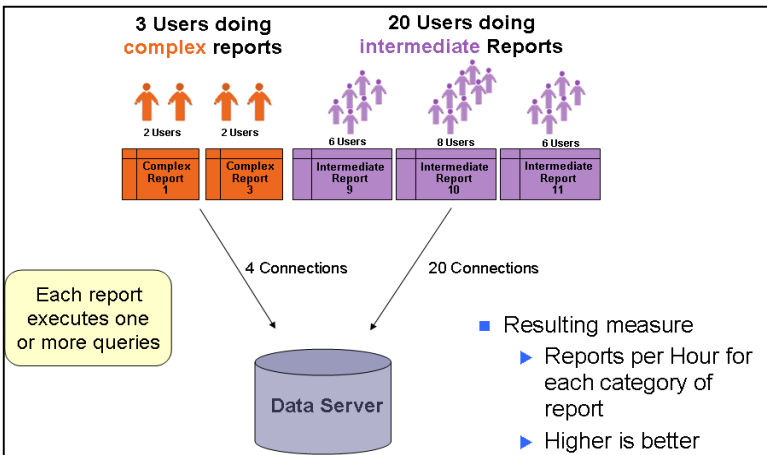 3 Users doing
complex reports
20 Users doing
intermediate Reports
2 Users
2 Users
6 Users
8 Users
6 Users
Complex
Report
1
Complex
Report
3
Intermediate
Report
9
Intermediate
Report
10
Intermediate
Report
11
4 Connections
20 Connections
Each report
executes one
or more queries
Data Server
Resulting measure
Reports per Hour for
each category of
report
Higher is better